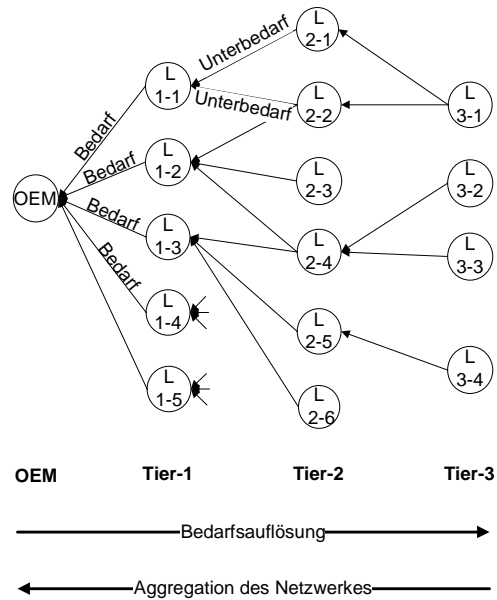 L
2-1
Unterbedarf
L
1-1
Unterbedarf
L
2-2
L
3-1
Bedarf
L
1-2
Bedarf
L
2-3
L
3-2
OEM
Bedarf
L
1-3
L
2-4
L
3-3
Bedarf
L
1-4
L
2-5
L
1-5
L
3-4
L
2-6
OEM Tier-1 Tier-2 Tier-3
Bedarfsauflösung
Aggregation des Netzwerkes